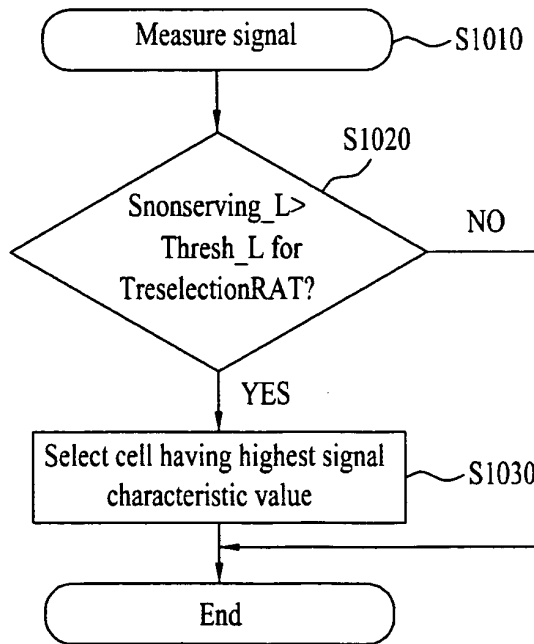 Measure signal
S1010
S1020
Snonserving_L>
Thresh_L for
TreselectionRAT?
NO
YES
Select cell having highest signal
characteristic value
S1030
End